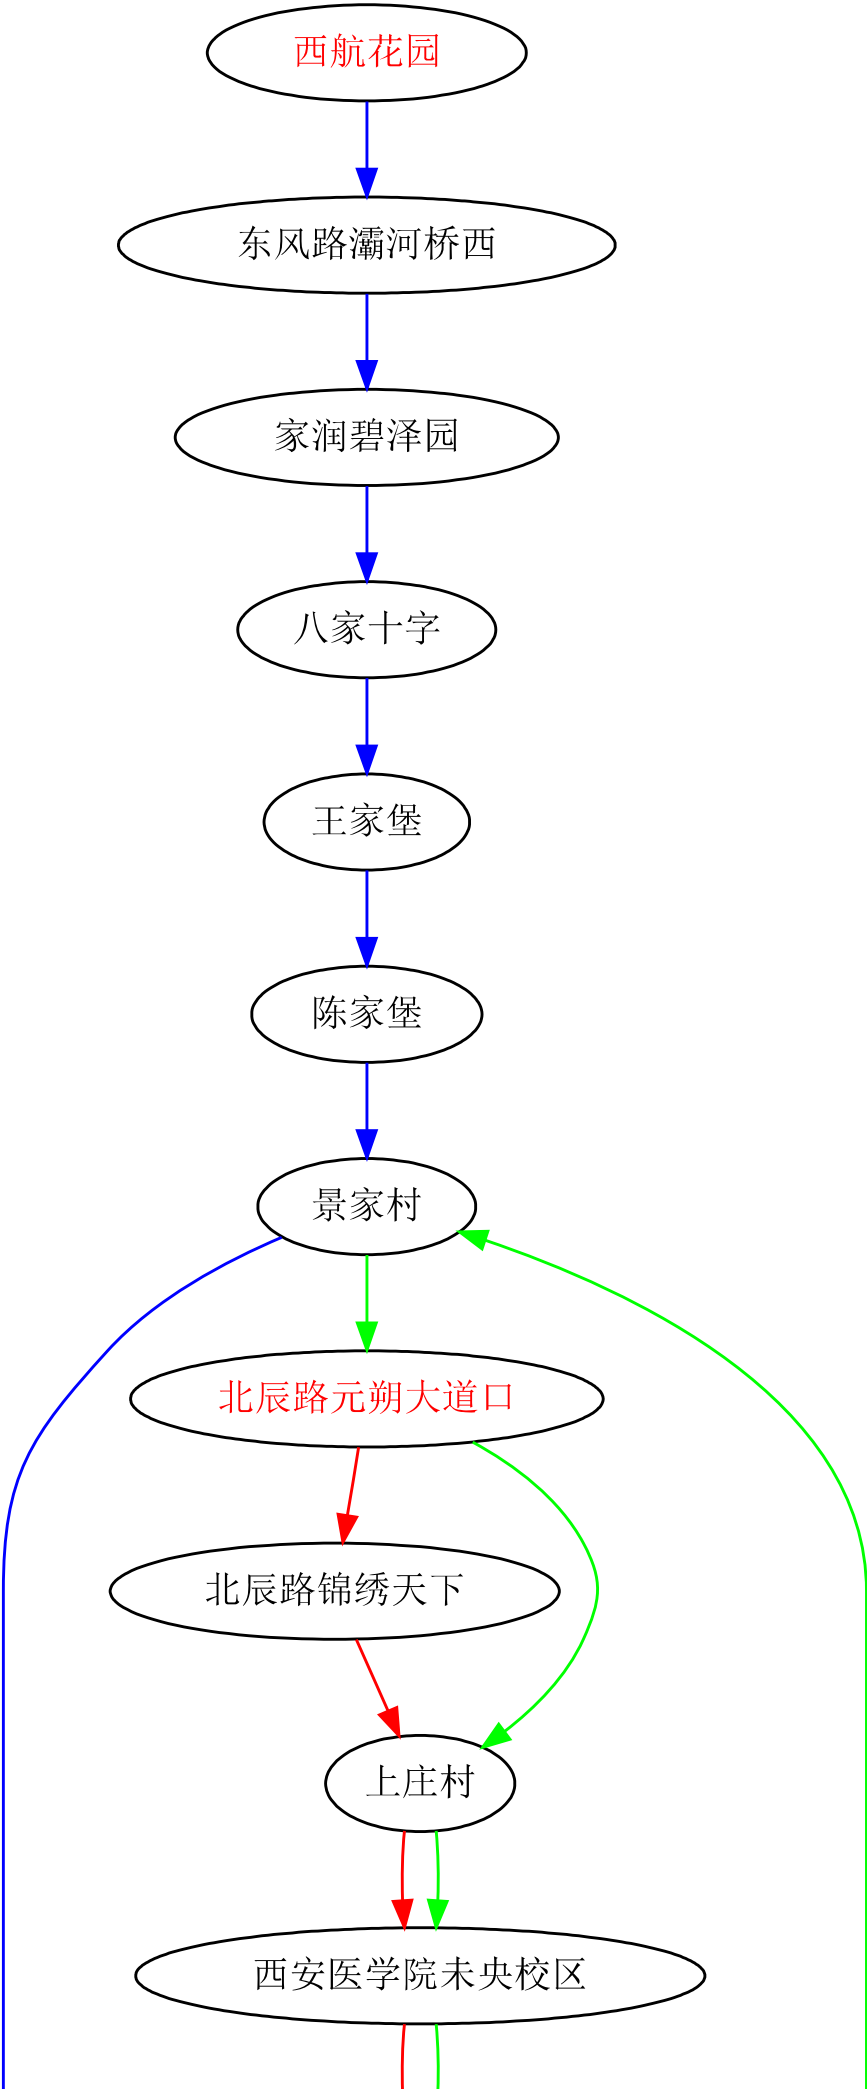 西航花园
东风路灞河桥西
家润碧泽园
八家十字
王家堡
陈家堡
景家村
北辰路元朔大道口
北辰路锦绣天下
上庄村
西安医学院未央校区